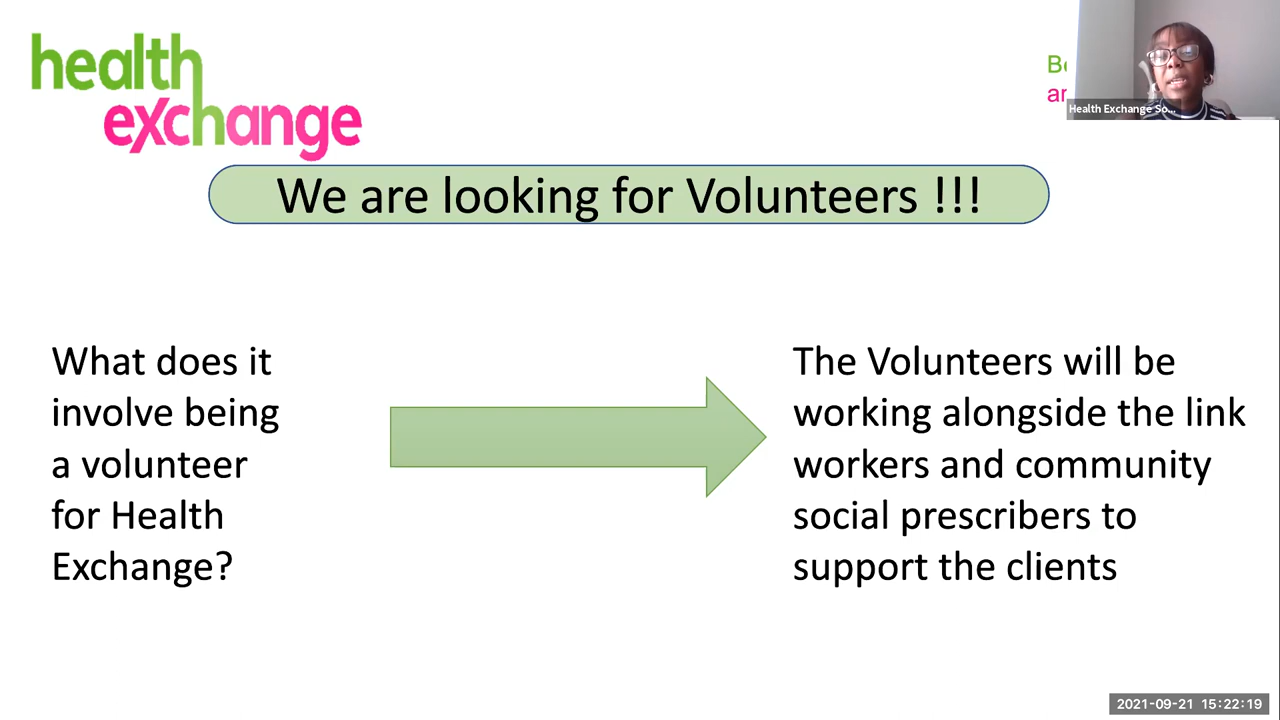 health
exchange
Health Exchange So...
We are looking for Volunteers !!!
What does it
involve being
a volunteer
for Health
Exchange?
The Volunteers will be
working alongside the link
workers and community
social prescribers to
support the clients
2021-09-21 15:22:19